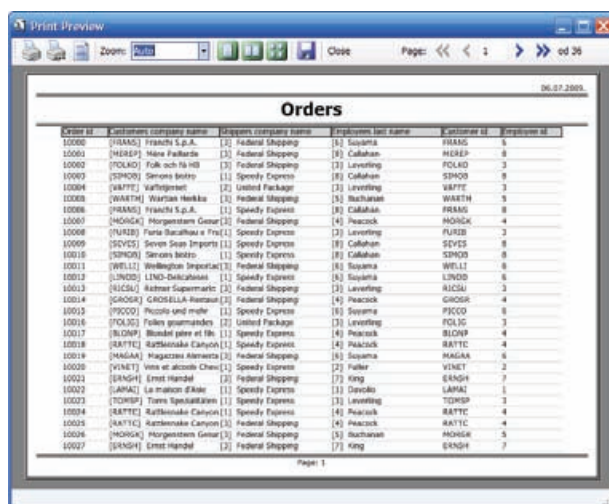 Print Preview
Zoom: Auto Close Page: 1 od 36
06.07.2009.
Orders
Order id Customers company name Shippers company name Employees last name Customer id Employee id
10000 [FRANS] Franchi S.p.A. [3] Federal Shipping [6] Suyama FRANS 6
10001 [MEREP] Mère Paillarde [3] Federal Shipping [8] Callahan MEREP 8
10002 [FOLKO] Folk och fä HB [3] Federal Shipping [3] Leverling FOLKO 3
10003 [SIMOB] Simons bistro [1] Speedy Express [8] Callahan SIMOB 8
10004 [VAFFE] Vaffeljernet [2] United Package [3] Leverling VAFFE 3
10005 [WARTH] Wartian Herkku [3] Federal Shipping [5] Buchanan WARTH 5
10006 [FRANS] Franchi S.p.A. [1] Speedy Express [8] Callahan FRANS 8
10007 [MORGK] Morgenstern [3] Federal Shipping [4] Peacock MORGK 4
10008 [FURIB] Furia Bacalhau e [1] Speedy Express [3] Leverling FURIB 3
10009 [SEVES] Seven Seas Imports [1] Speedy Express [8] Callahan SEVES 8
10010 [SIMOB] Simons bistro [1] Speedy Express [8] Callahan SIMOB 8
10011 [WELLI] Wellington [3] Federal Shipping [6] Suyama WELLI 6
10012 [LINOD] LINO-Delicateses [1] Speedy Express [6] Suyama LINOD 6
10013 [RICSU] Richter Supermarkt [3] Federal Shipping [3] Leverling RICSU 3
10014 [GROSR] GROSELLA- [3] Federal Shipping [4] Peacock GROSR 4
10015 [PICCO] Piccolo und mehr [1] Speedy Express [6] Suyama PICCO 6
10016 [FOLIG] Folies gourmandes [2] United Package [3] Leverling FOLIG 3
10017 [BLONP] Blondel père et fils [1] Speedy Express [4] Peacock BLONP 4
10018 [RATTC] Rattlesnake Canyon [1] Speedy Express [4] Peacock RATTC 4
10019 [MAGAA] Magazzini [3] Federal Shipping [6] Suyama MAGAA 6
10020 [VINET] Vins et alcools [1] Speedy Express [2] Fuller VINET 2
10021 [ERNSH] Ernst Handel [3] Federal Shipping [7] King ERNSH 7
10022 [LAMAI] La maison d'Asie [1] Speedy Express [1] Davolio LAMAI 1
10023 [TOMSP] Toms Spezialitäten [1] Speedy Express [3] Leverling TOMSP 3
10024 [RATTC] Rattlesnake Canyon [1] Speedy Express [4] Peacock RATTC 4
10025 [RATTC] Rattlesnake Canyon [3] Federal Shipping [4] Peacock RATTC 4
10026 [MORGK] Morgenstern [3] Federal Shipping [5] Buchanan MORGK 5
10027 [ERNSH] Ernst Handel [3] Federal Shipping [7] King ERNSH 7
Page: 1